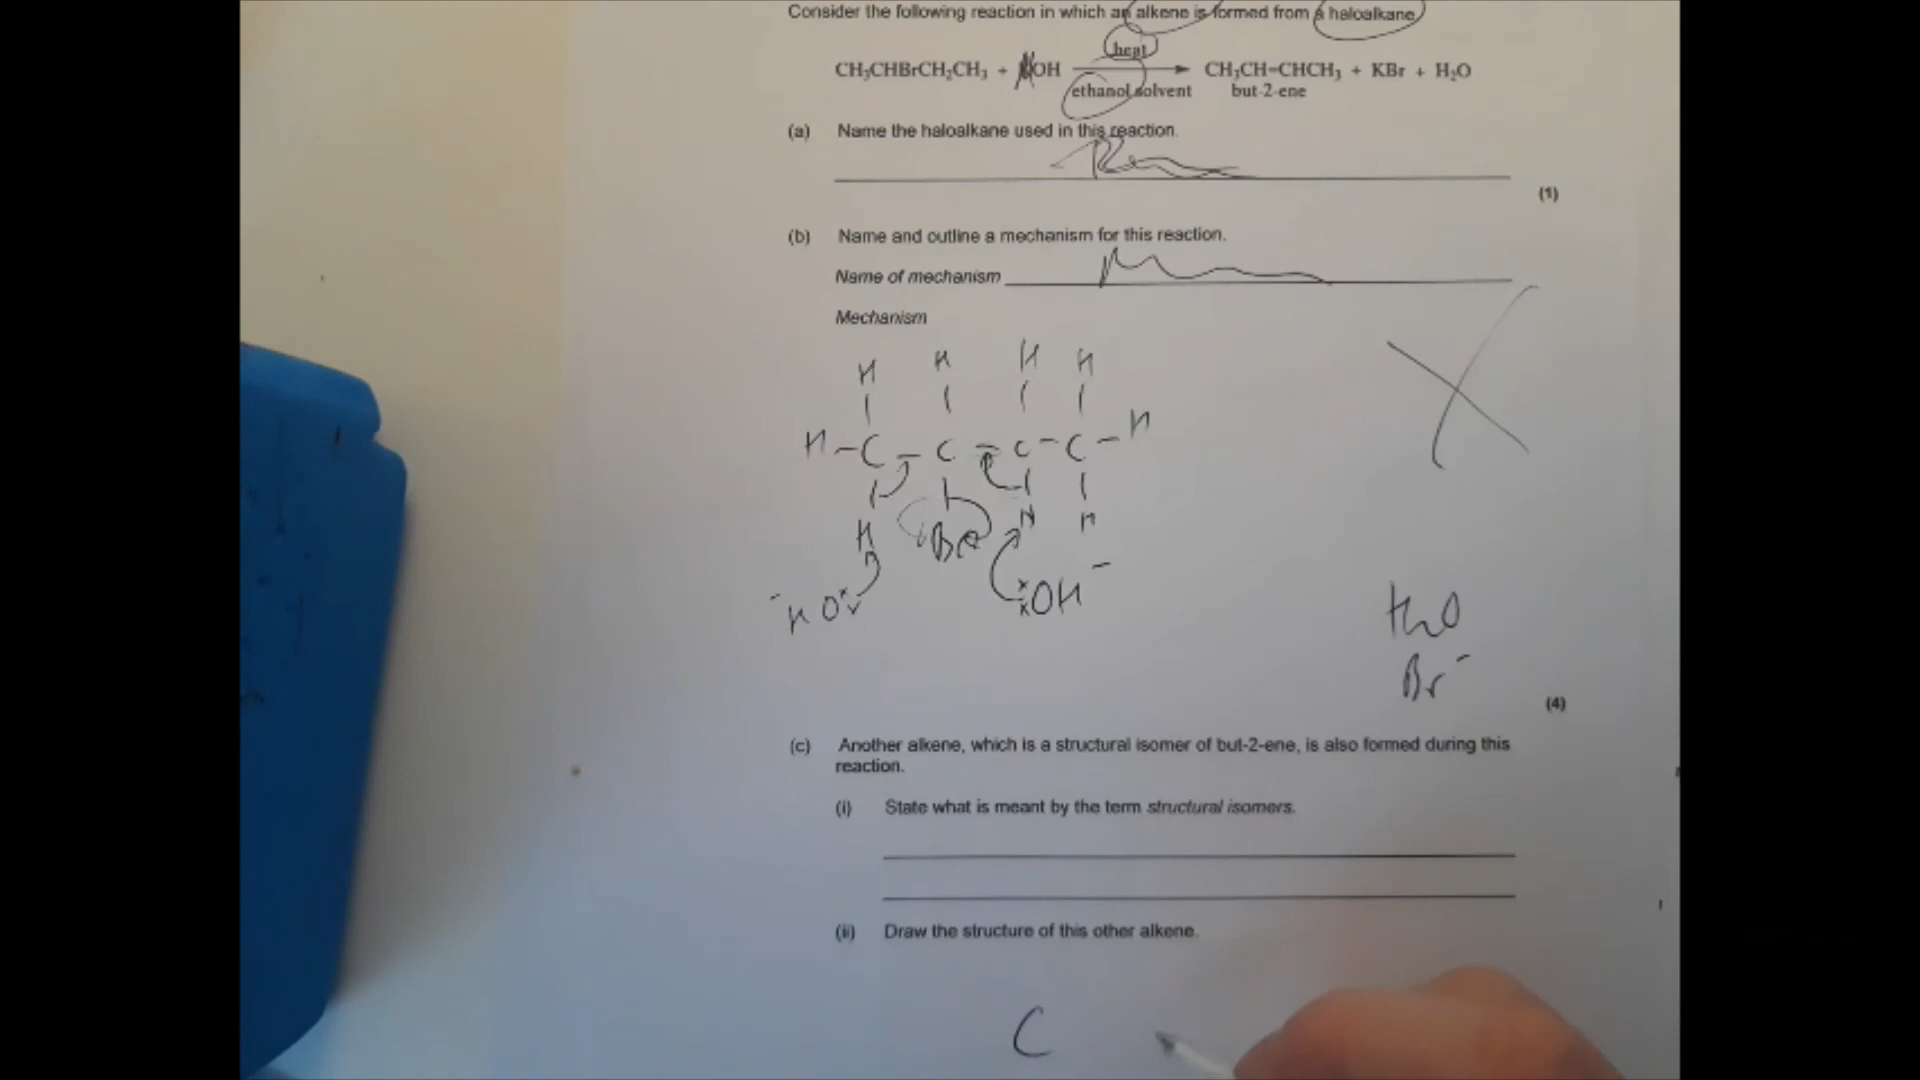 Consider the following reaction in which an alkene is formed from a haloalkane
heat
CH₃CHBrCH₂CH₃ + KOH → CH₃CH=CHCH₃ + KBr + H₂O
ethanol solvent but-2-ene
(a) Name the haloalkane used in this reaction.
(1)
(b) Name and outline a mechanism for this reaction.
Name of mechanism
Mechanism
H H H H
H-C-C=C-C-H
H Br H H
⁻HO OH⁻
H₂O
Br⁻
(4)
(c) Another alkene, which is a structural isomer of but-2-ene, is also formed during this
reaction.
(i) State what is meant by the term structural isomers.
(ii) Draw the structure of this other alkene.
C